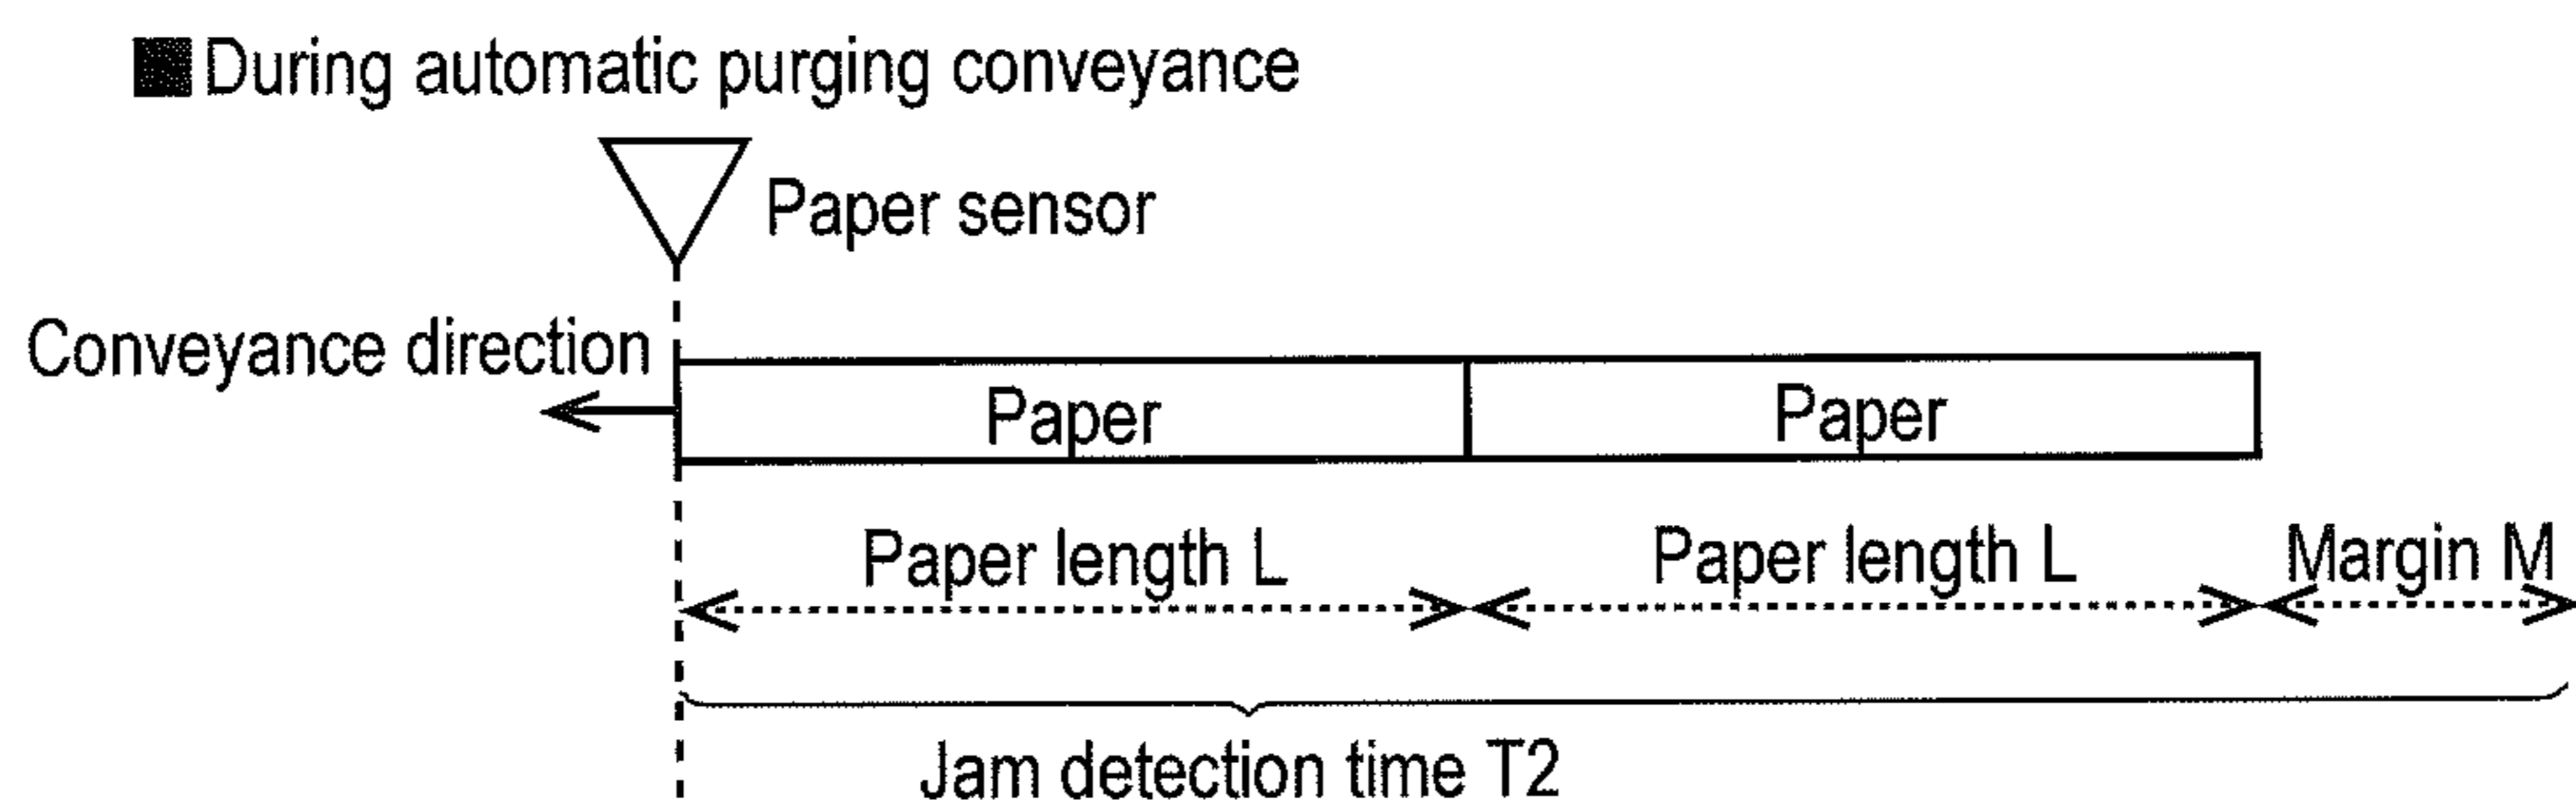 ■During automatic purging conveyance
Paper sensor
Conveyance direction
Paper Paper
Paper length L Paper length L Margin M
Jam detection time T2